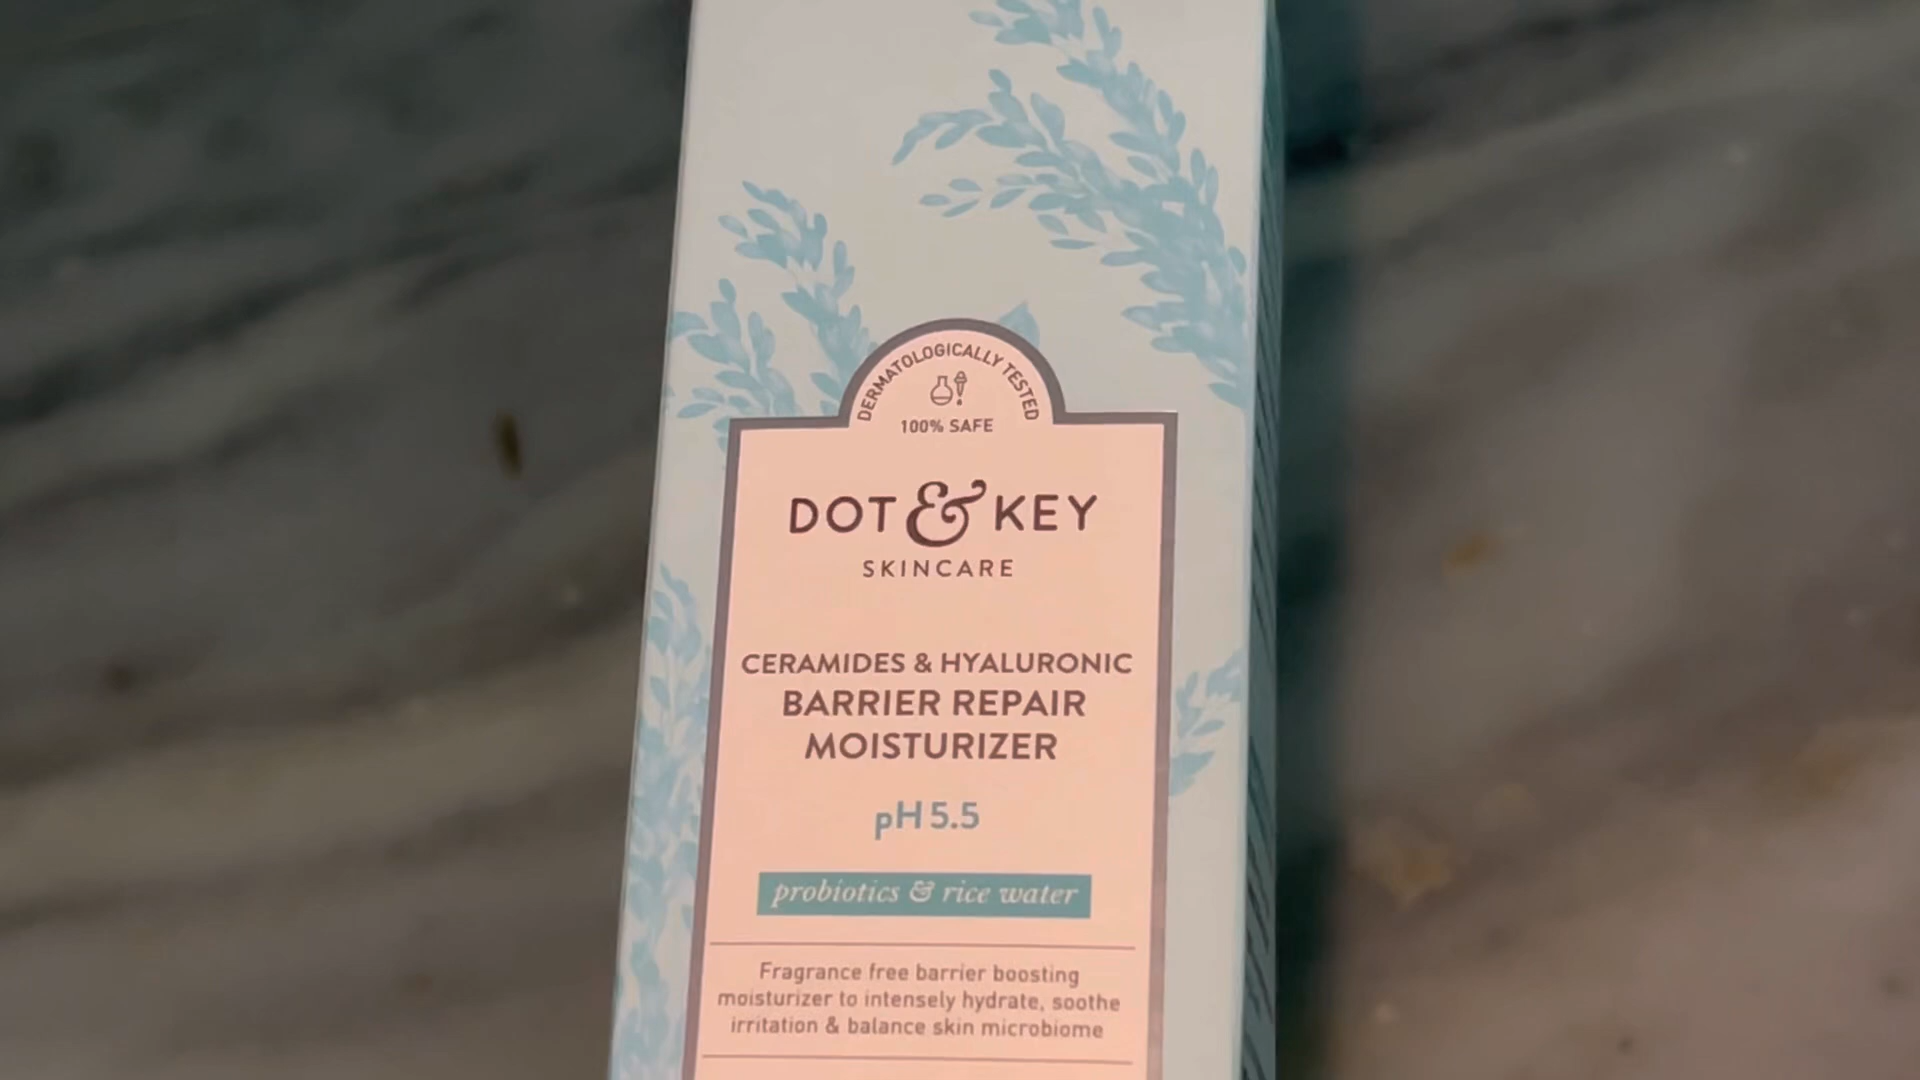 DERMATOLOGICALLY TESTED
100% SAFE
DOT & KEY
SKINCARE
CERAMIDES & HYALURONIC
BARRIER REPAIR
MOISTURIZER
pH 5.5
probiotics & rice water
Fragrance free barrier boosting
moisturizer to intensely hydrate, soothe
irritation & balance skin microbiome